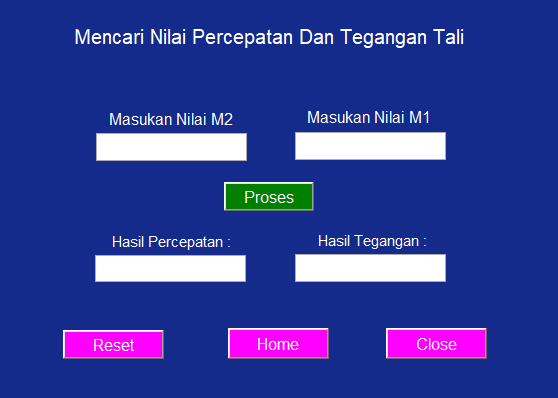 Mencari Nilai Percepatan Dan Tegangan Tali
Masukan Nilai M2
Masukan Nilai M1
Proses
Hasil Percepatan :
Hasil Tegangan :
Reset
Home
Close